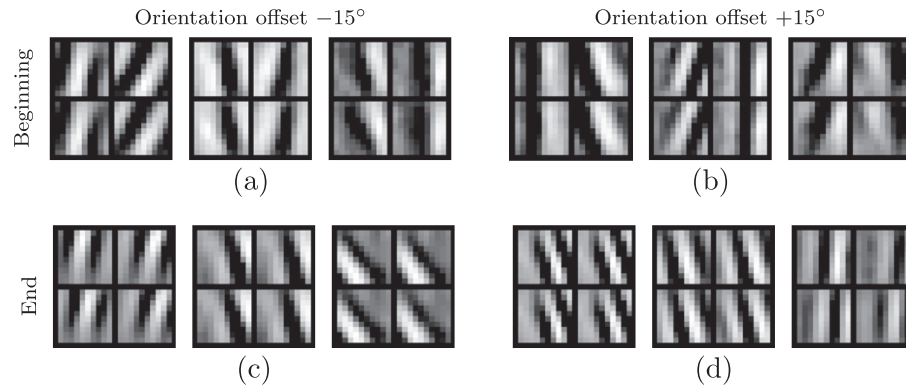 Orientation offset −15°
Orientation offset +15°
Beginning
(a)
(b)
End
(c)
(d)